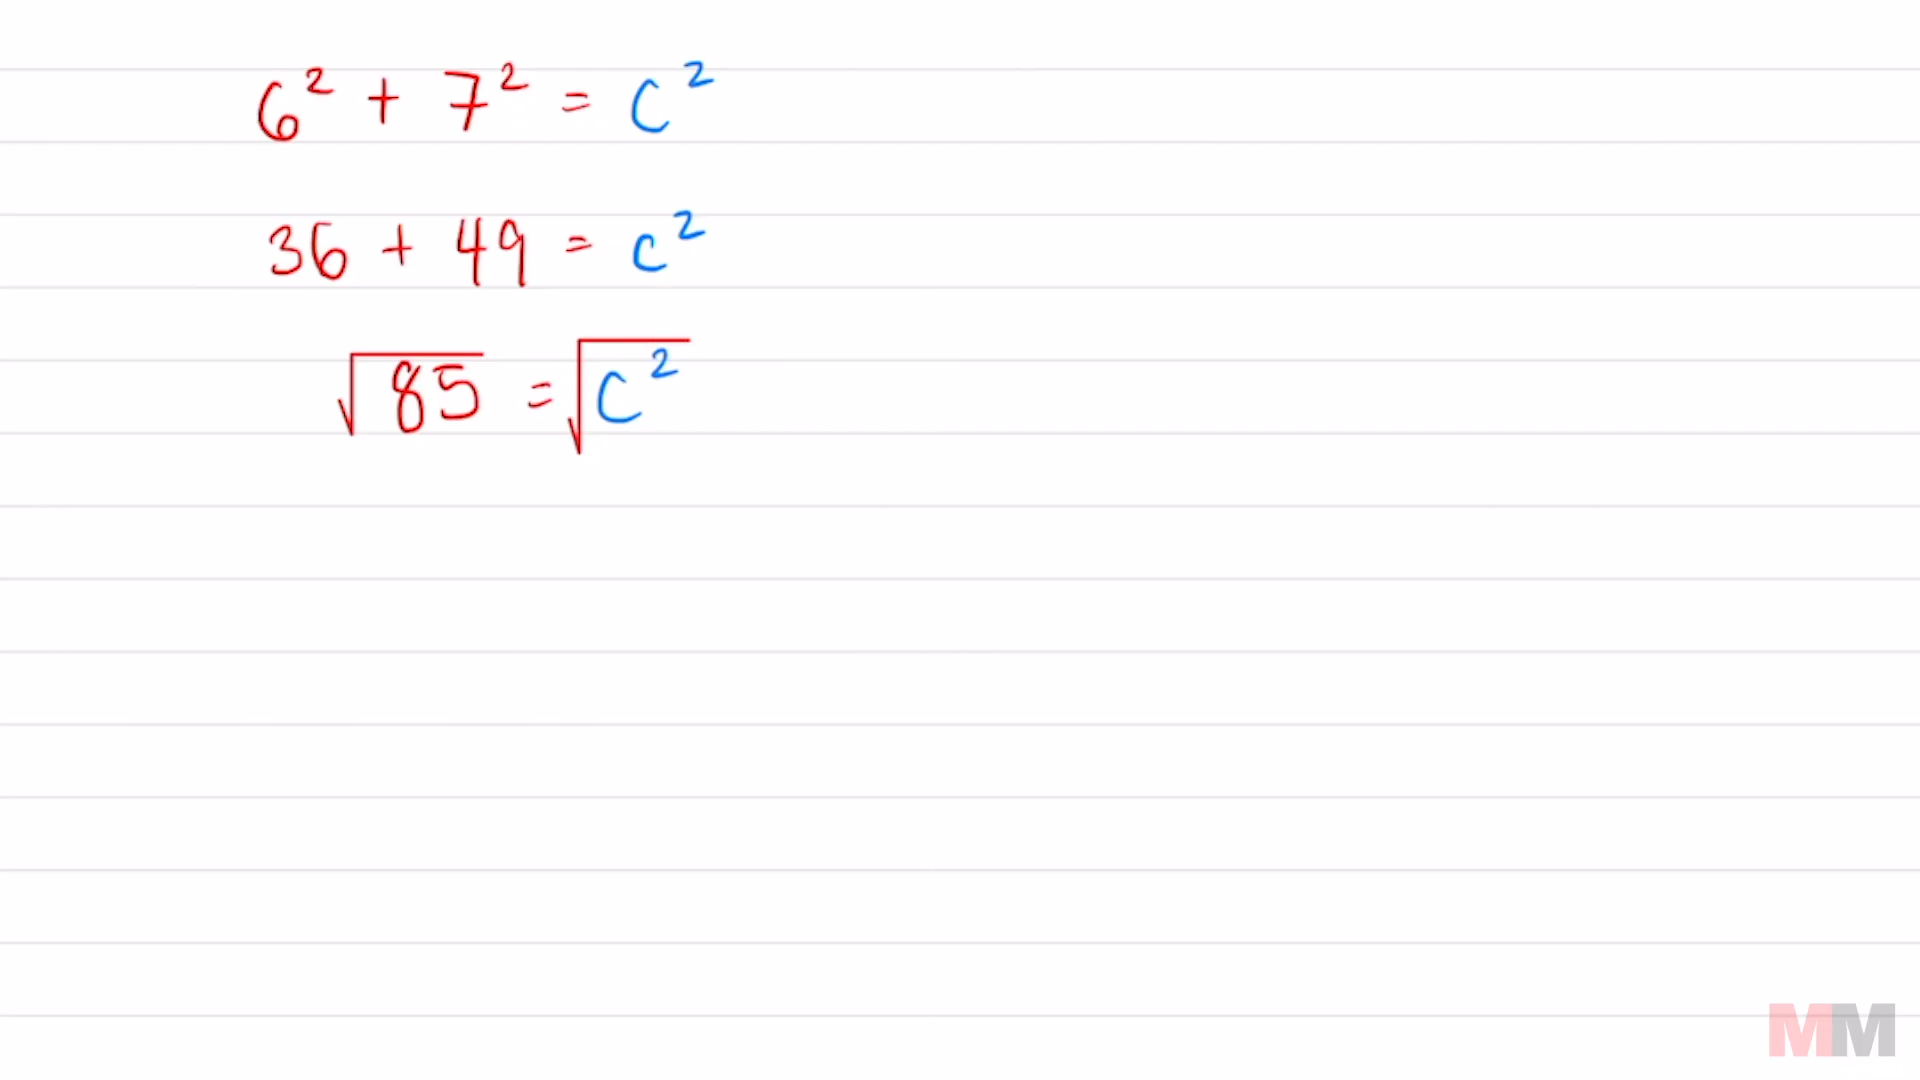 6² + 7² = C²
36 + 49 = c²
√85 = √C²
MM